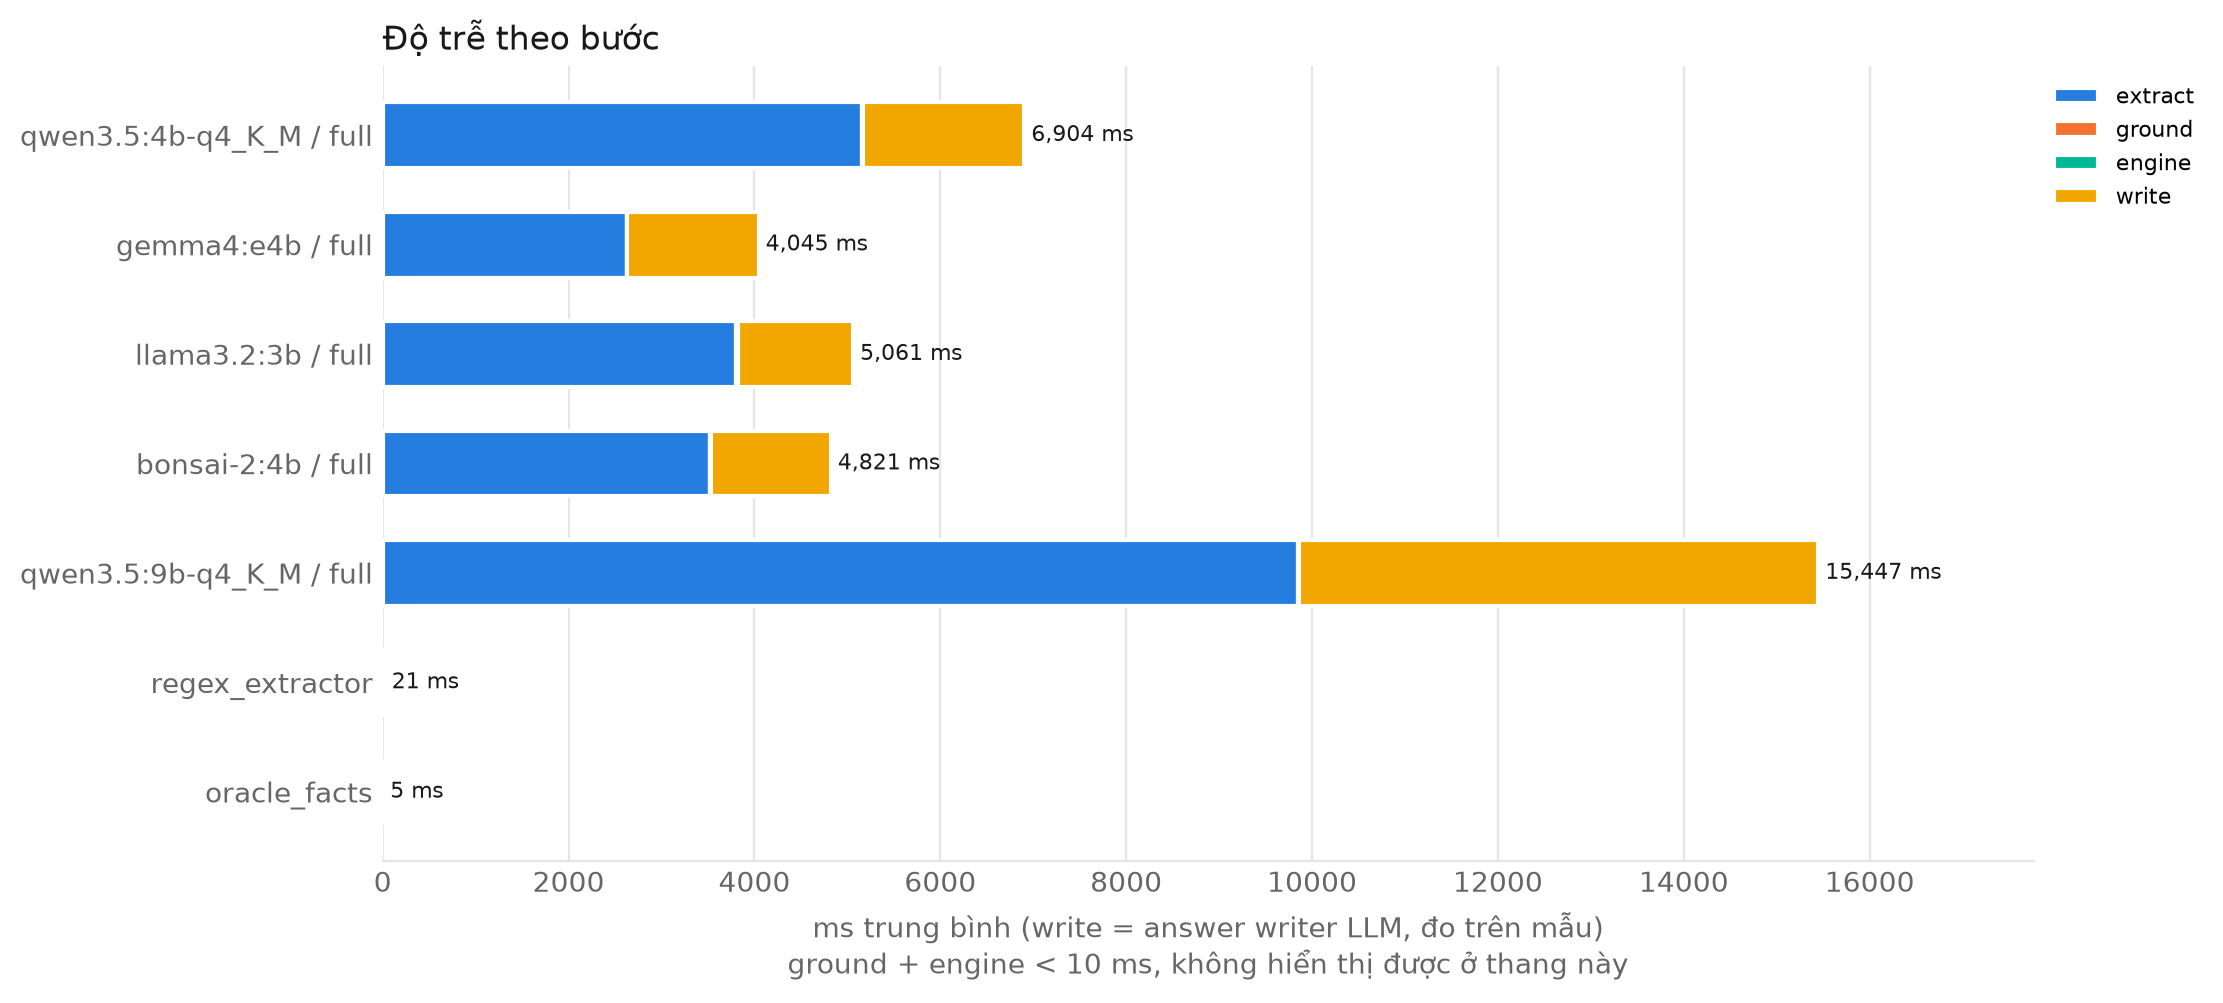 Độ trễ theo bước
extract
ground
engine
write
qwen3.5:4b-q4_K_M / full
6,904 ms
gemma4:e4b / full
4,045 ms
llama3.2:3b / full
5,061 ms
bonsai-2:4b / full
4,821 ms
qwen3.5:9b-q4_K_M / full
15,447 ms
regex_extractor
21 ms
oracle_facts
5 ms
0 2000 4000 6000 8000 10000 12000 14000 16000
ms trung bình (write = answer writer LLM, đo trên mẫu)
ground + engine < 10 ms, không hiển thị được ở thang này